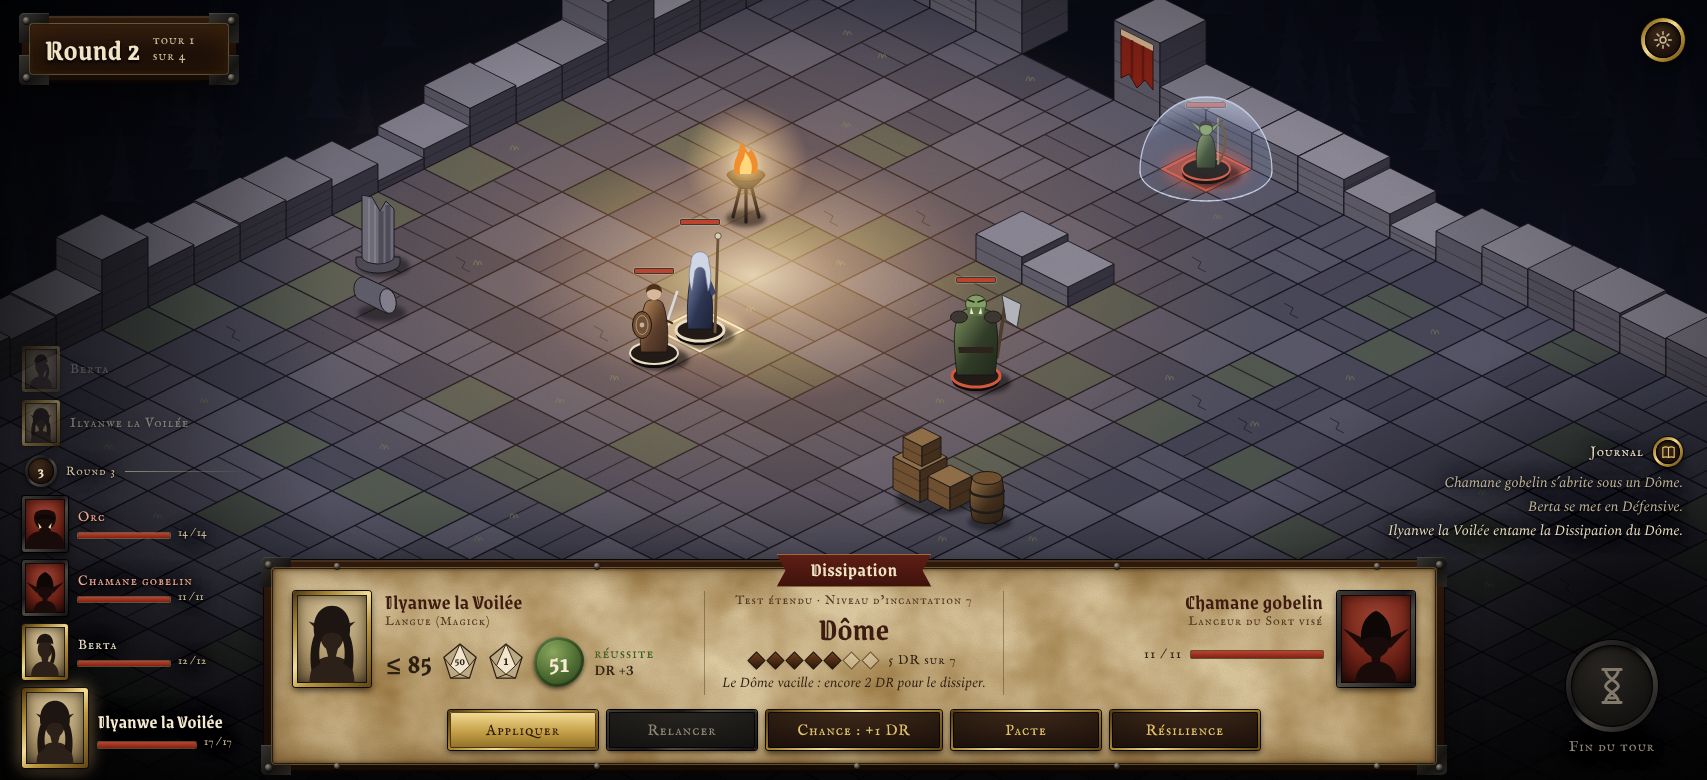 Round 2
Tour 1
sur 4
Berta
Ilyanwe la Voilée
3 Round 3
Orc
14/14
Chamane gobelin
11/11
Berta
12/12
Ilyanwe la Voilée
17/17
Journal
Chamane gobelin s'abrite sous un Dôme.
Berta se met en Défensive.
Ilyanwe la Voilée entame la Dissipation du Dôme.
Dissipation
Ilyanwe la Voilée
Langue (Magick)
≤ 85 50 1 51
réussite
DR +3
Test étendu · Niveau d'incantation 7
Dôme
5 DR sur 7
Le Dôme vacille : encore 2 DR pour le dissiper.
Chamane gobelin
Lanceur du Sort visé
11 / 11
Appliquer
Relancer
Chance : +1 DR
Pacte
Résilience
Fin du tour